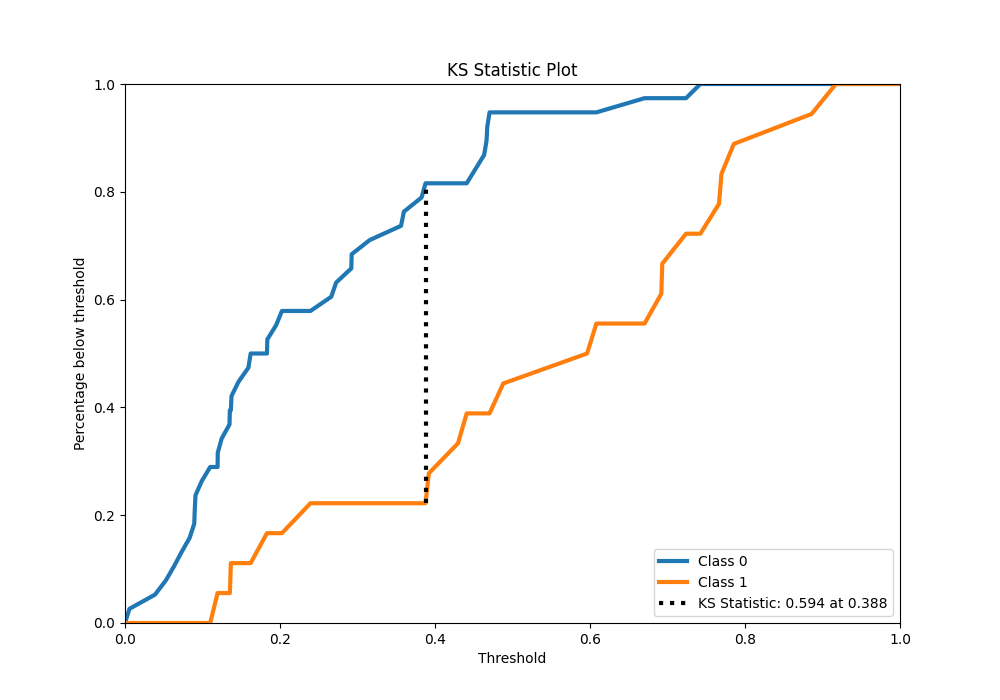 KS Statistic Plot
1.0
0.8
0.6
0.4
0.2
0.0
Percentage below threshold
0.0 0.2 0.4 0.6 0.8 1.0
Threshold
Class 0
Class 1
KS Statistic: 0.594 at 0.388